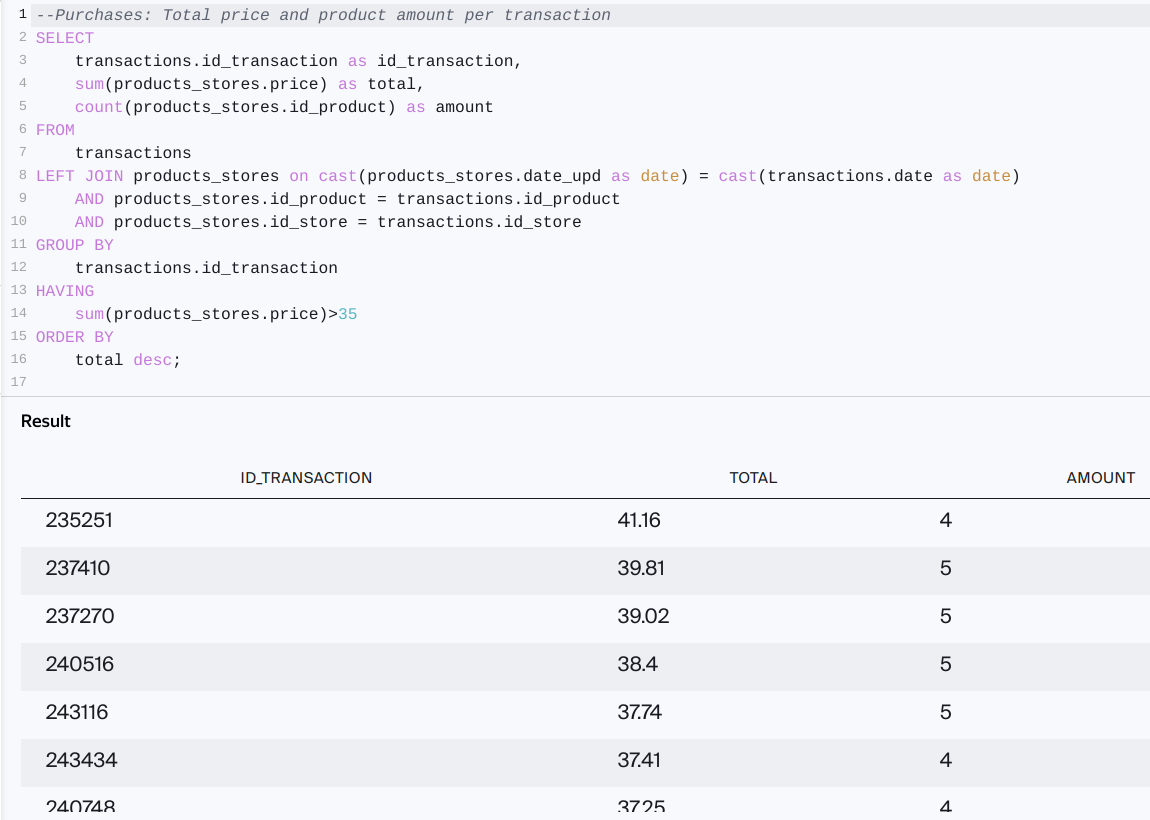 1 --Purchases: Total price and product amount per transaction
2 SELECT
3 transactions.id_transaction as id_transaction,
4 sum(products_stores.price) as total,
5 count(products_stores.id_product) as amount
6 FROM
7 transactions
8 LEFT JOIN products_stores on cast(products_stores.date_upd as date) = cast(transactions.date as date)
9 AND products_stores.id_product = transactions.id_product
10 AND products_stores.id_store = transactions.id_store
11 GROUP BY
12 transactions.id_transaction
13 HAVING
14 sum(products_stores.price)>35
15 ORDER BY
16 total desc;
17
Result
ID_TRANSACTION TOTAL AMOUNT
235251 41.16 4
237410 39.81 5
237270 39.02 5
240516 38.4 5
243116 37.74 5
243434 37.41 4
240748 37.25 4